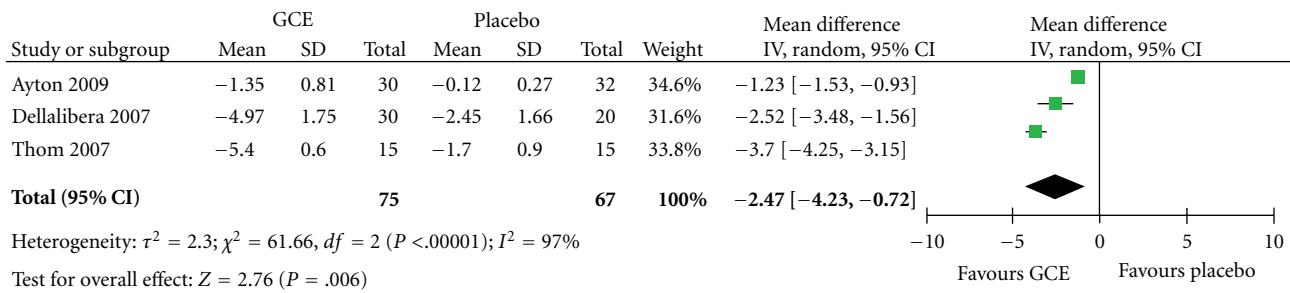 GCE Placebo Mean difference Mean difference
Study or subgroup Mean SD Total Mean SD Total Weight IV, random, 95% CI IV, random, 95% CI
Ayton 2009 −1.35 0.81 30 −0.12 0.27 32 34.6% −1.23 [−1.53, −0.93]
Dellalibera 2007 −4.97 1.75 30 −2.45 1.66 20 31.6% −2.52 [−3.48, −1.56]
Thom 2007 −5.4 0.6 15 −1.7 0.9 15 33.8% −3.7 [−4.25, −3.15]
Total (95% CI) 75 67 100% −2.47 [−4.23, −0.72]
Heterogeneity: τ² = 2.3; χ² = 61.66, df = 2 (P <.00001); I² = 97%
−10 −5 0 5 10
Test for overall effect: Z = 2.76 (P = .006)
Favours GCE Favours placebo